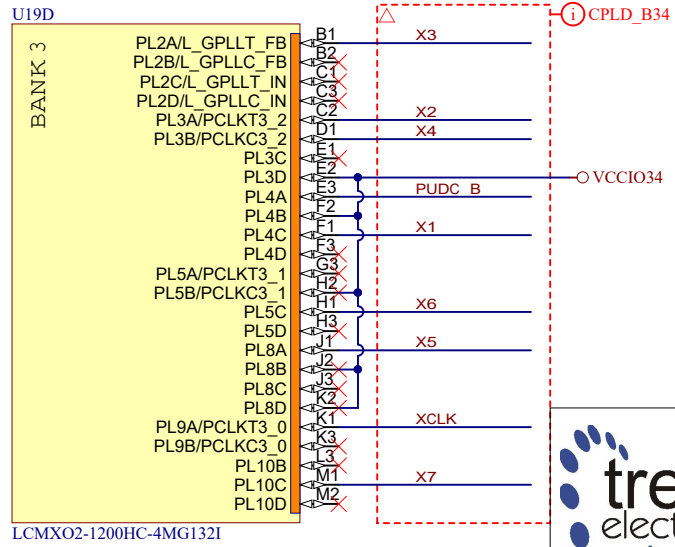 U19D
CPLD_B34
BANK 3
PL2A/L_GPLLT_FB B1 X3
PL2B/L_GPLLC_FB B2
PL2C/L_GPLLT_IN C1
PL2D/L_GPLLC_IN C3
PL3A/PCLKT3_2 C2 X2
PL3B/PCLKC3_2 D1 X4
PL3C E1
PL3D E2 VCCIO34
PL4A E3 PUDC_B
PL4B F2
PL4C F1 X1
PL4D F3
PL5A/PCLKT3_1 G3
PL5B/PCLKC3_1 H2
PL5C H1 X6
PL5D H3
PL8A J1 X5
PL8B J2
PL8C J3
PL8D K2
PL9A/PCLKT3_0 K1 XCLK
PL9B/PCLKC3_0 K3
PL10B L3
PL10C M1 X7
PL10D M2
LCMXO2-1200HC-4MG132I
tre
elect